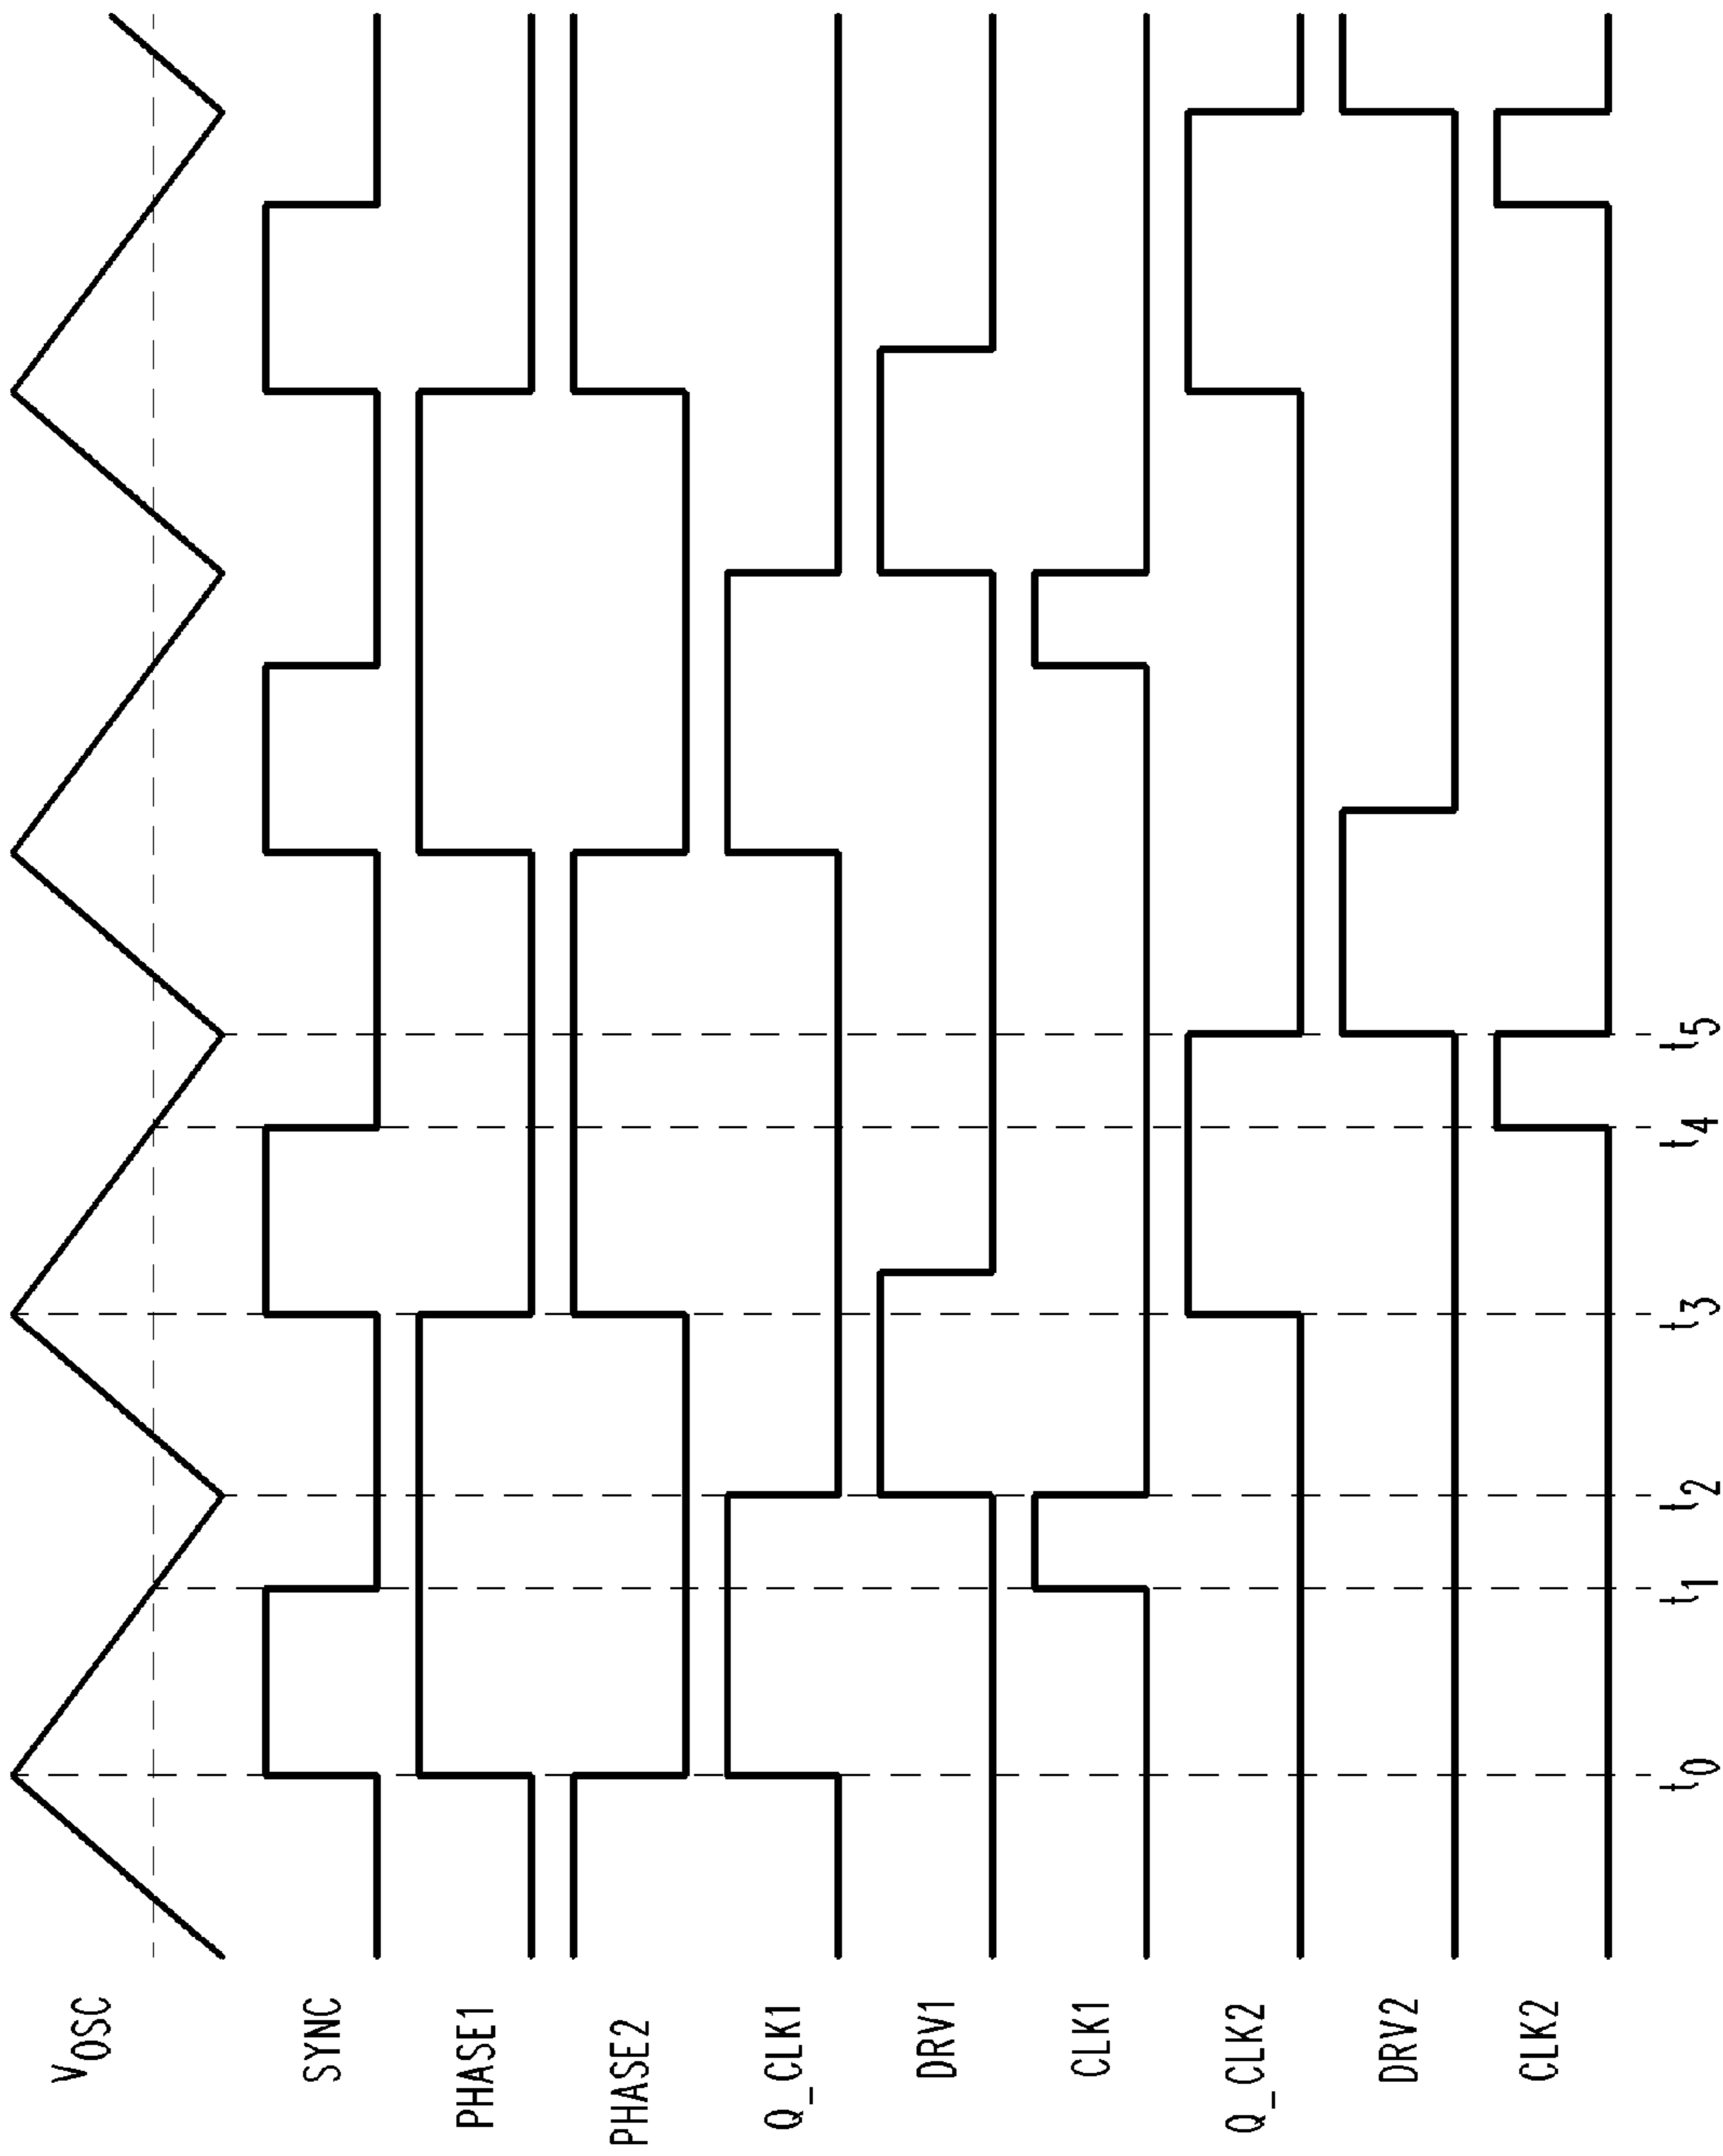 VOSC
SYNC
PHASE1
PHASE2
Q_CLK1
DRV1
CLK1
Q_CLK2
DRV2
CLK2
t0 t1 t2 t3 t4 t5